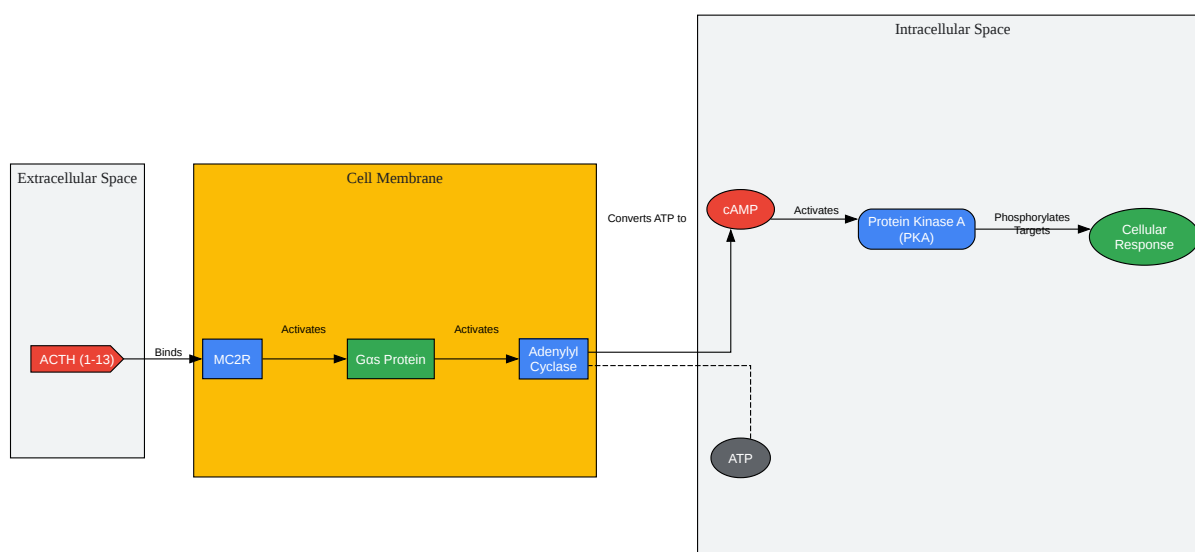 Extracellular Space
ACTH (1-13)
Binds
Cell Membrane
MC2R
Activates
Gαs Protein
Activates
Adenylyl
Cyclase
Converts ATP to
Intracellular Space
cAMP
Activates
Protein Kinase A
(PKA)
Phosphorylates
Targets
Cellular
Response
ATP